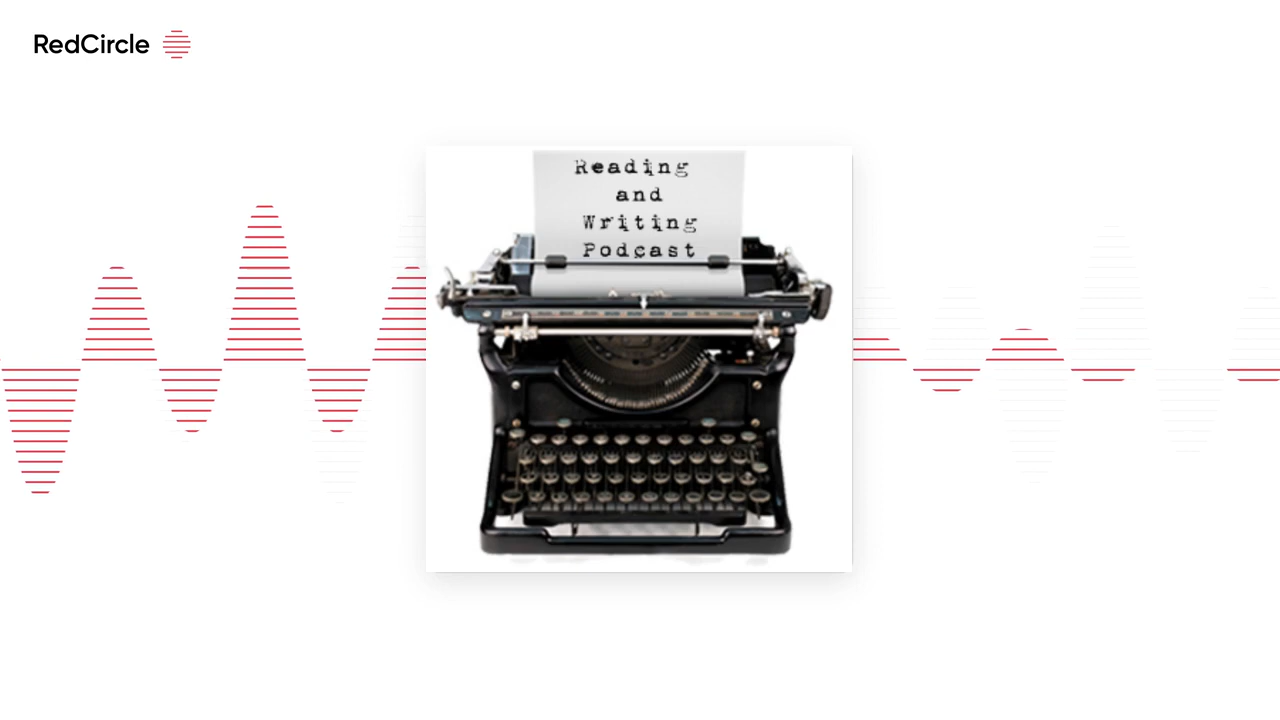 RedCircle
Reading
and
Writing
Podcast